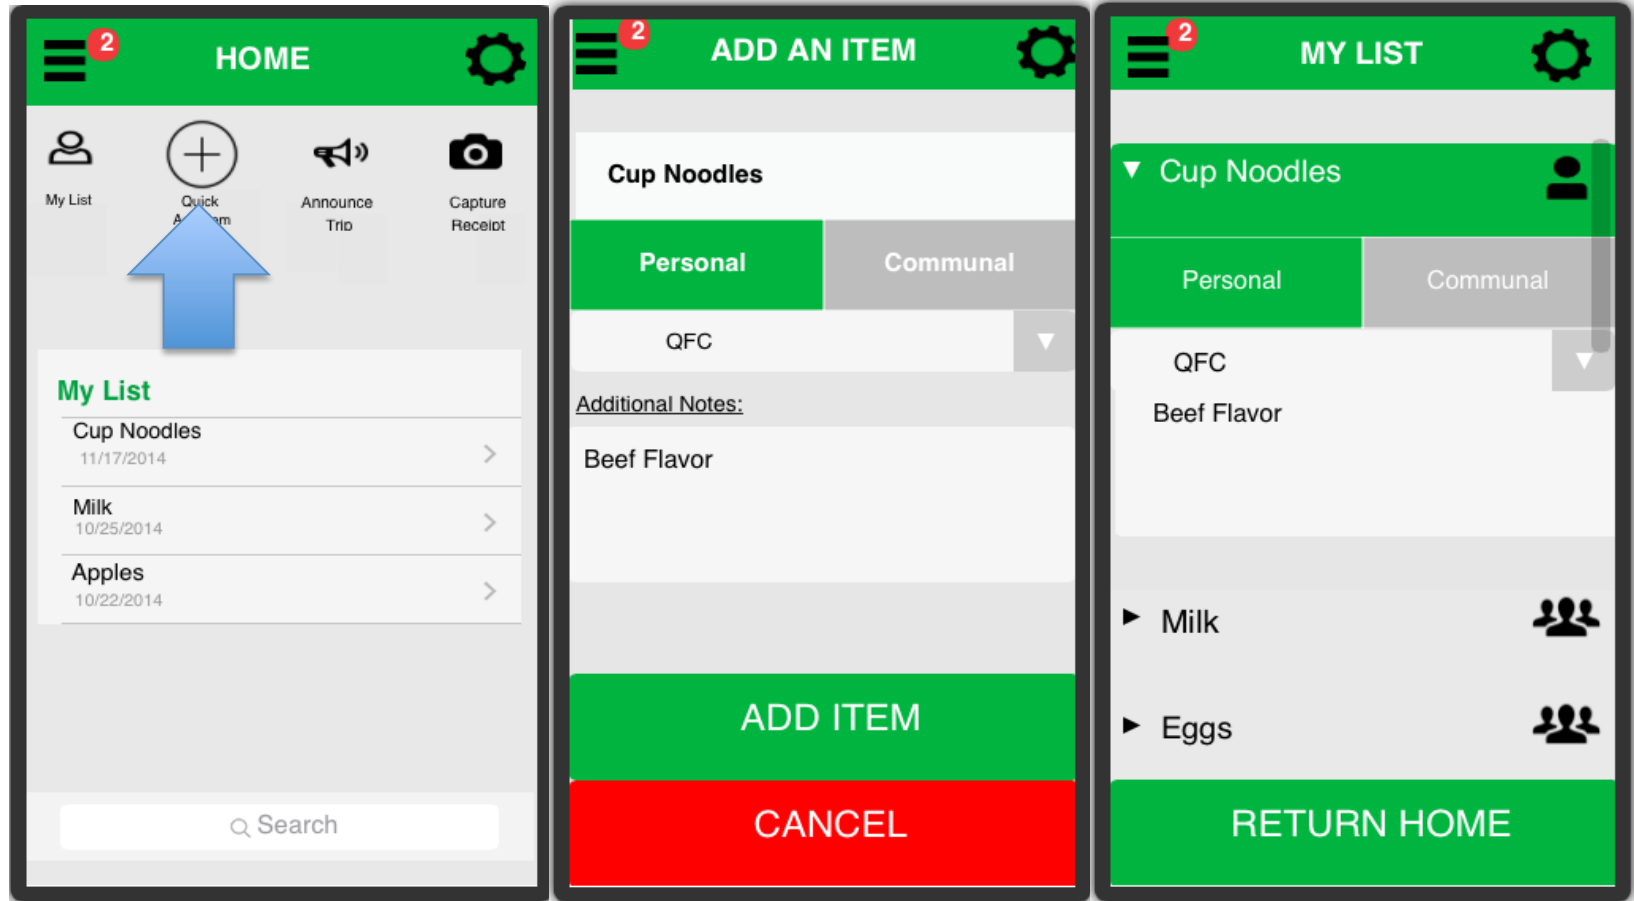 2
HOME
My List
Quick
Announce
Trip
Capture
Receipt
My List
Cup Noodles
11/17/2014
Milk
10/25/2014
Apples
10/22/2014
Search
2
ADD AN ITEM
Cup Noodles
Personal
Communal
QFC
Additional Notes:
Beef Flavor
ADD ITEM
CANCEL
2
MY LIST
Cup Noodles
Personal
Communal
QFC
Beef Flavor
Milk
Eggs
RETURN HOME